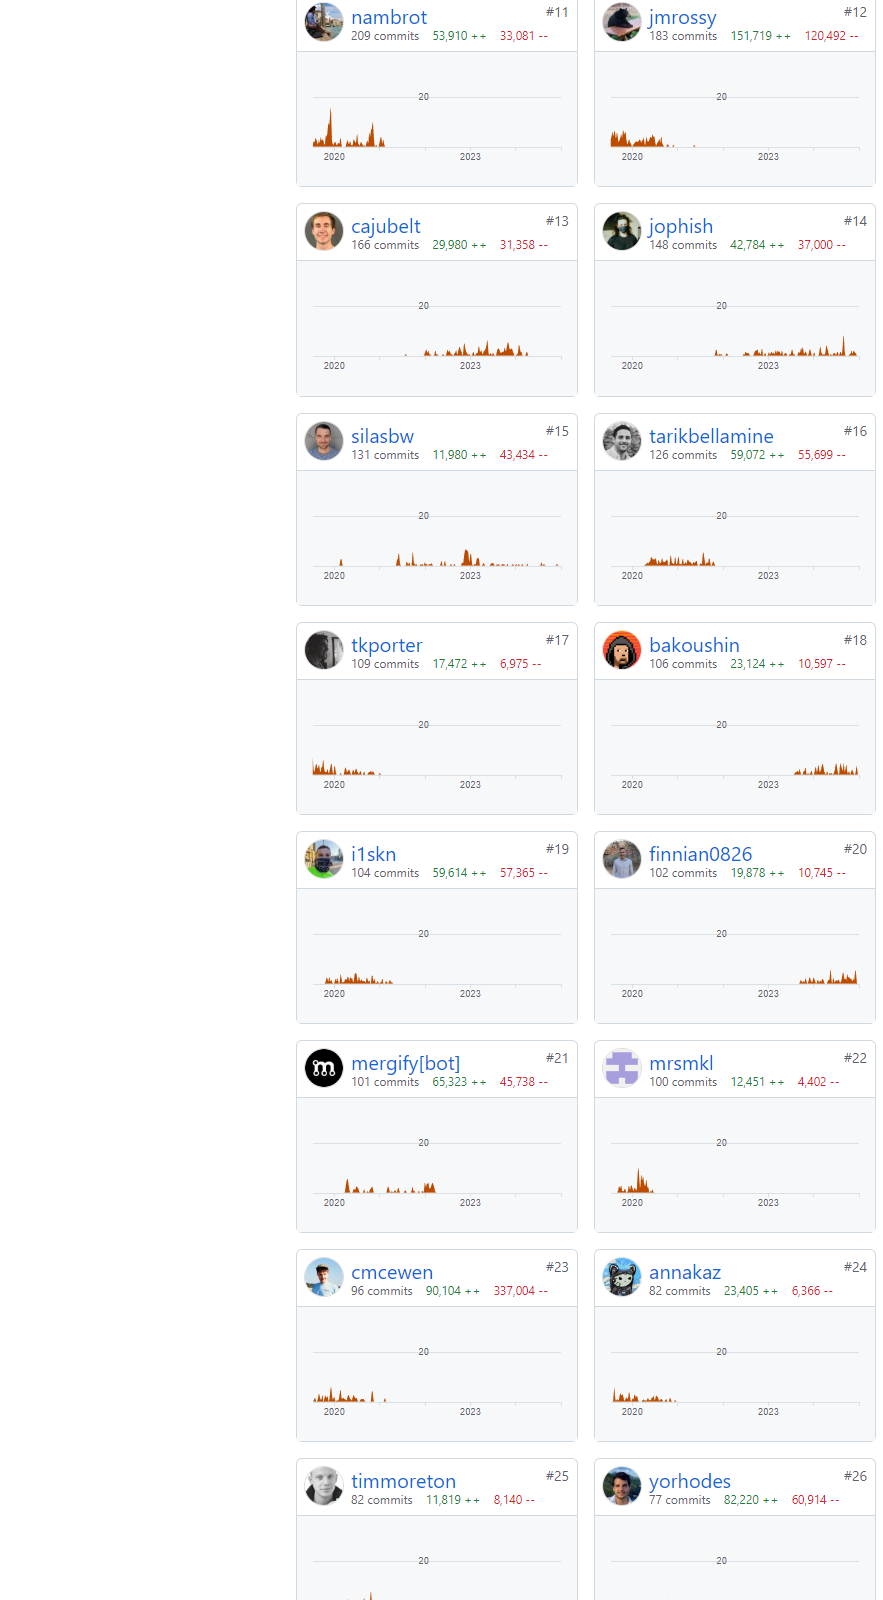 nambrot #11
209 commits 53,910 ++ 33,081 --
20
2020 2023
jmrossy #12
183 commits 151,719 ++ 120,492 --
20
2020 2023
cajubelt #13
166 commits 29,980 ++ 31,358 --
20
2020 2023
jophish #14
148 commits 42,784 ++ 37,000 --
20
2020 2023
silasbw #15
131 commits 11,980 ++ 43,434 --
20
2020 2023
tarikbellamine #16
126 commits 59,072 ++ 55,699 --
20
2020 2023
tkporter #17
109 commits 17,472 ++ 6,975 --
20
2020 2023
bakoushin #18
106 commits 23,124 ++ 10,597 --
20
2020 2023
i1skn #19
104 commits 59,614 ++ 57,365 --
20
2020 2023
finnian0826 #20
102 commits 19,878 ++ 10,745 --
20
2020 2023
mergify[bot] #21
101 commits 65,323 ++ 45,738 --
20
2020 2023
mrsmkl #22
100 commits 12,451 ++ 4,402 --
20
2020 2023
cmcewen #23
96 commits 90,104 ++ 337,004 --
20
2020 2023
annakaz #24
82 commits 23,405 ++ 6,366 --
20
2020 2023
timmoreton #25
82 commits 11,819 ++ 8,140 --
20
yorhodes #26
77 commits 82,220 ++ 60,914 --
20